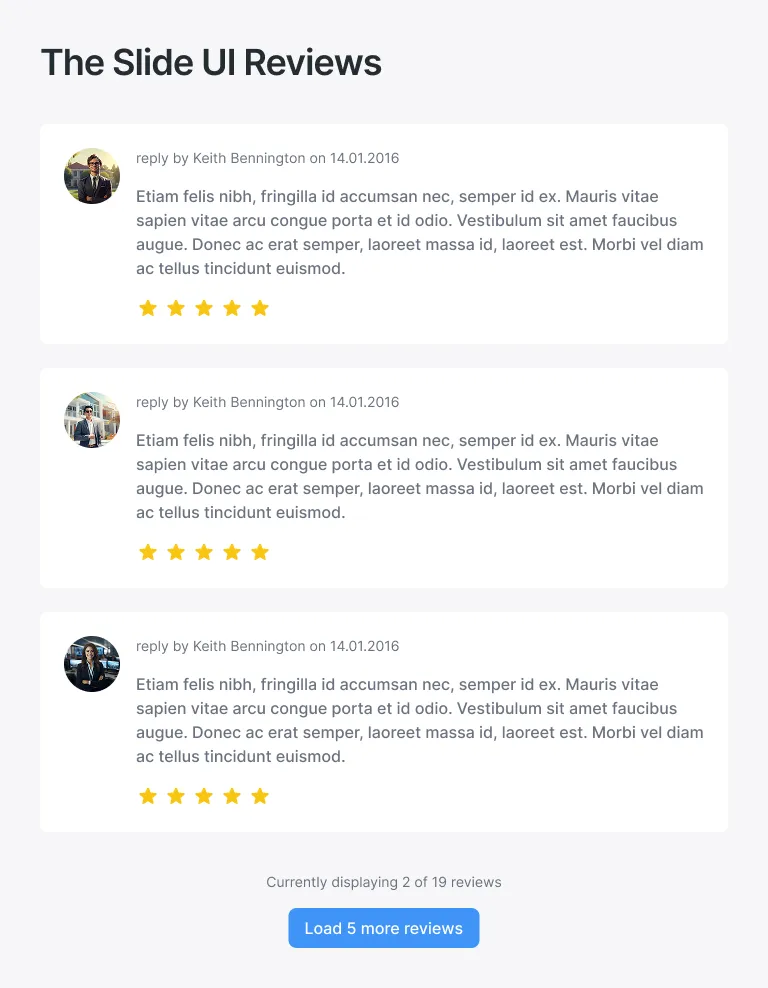 The Slide UI Reviews
reply by Keith Bennington on 14.01.2016
Etiam felis nibh, fringilla id accumsan nec, semper id ex. Mauris vitae
sapien vitae arcu congue porta et id odio. Vestibulum sit amet faucibus
augue. Donec ac erat semper, laoreet massa id, laoreet est. Morbi vel diam
ac tellus tincidunt euismod.
reply by Keith Bennington on 14.01.2016
Etiam felis nibh, fringilla id accumsan nec, semper id ex. Mauris vitae
sapien vitae arcu congue porta et id odio. Vestibulum sit amet faucibus
augue. Donec ac erat semper, laoreet massa id, laoreet est. Morbi vel diam
ac tellus tincidunt euismod.
reply by Keith Bennington on 14.01.2016
Etiam felis nibh, fringilla id accumsan nec, semper id ex. Mauris vitae
sapien vitae arcu congue porta et id odio. Vestibulum sit amet faucibus
augue. Donec ac erat semper, laoreet massa id, laoreet est. Morbi vel diam
ac tellus tincidunt euismod.
Currently displaying 2 of 19 reviews
Load 5 more reviews